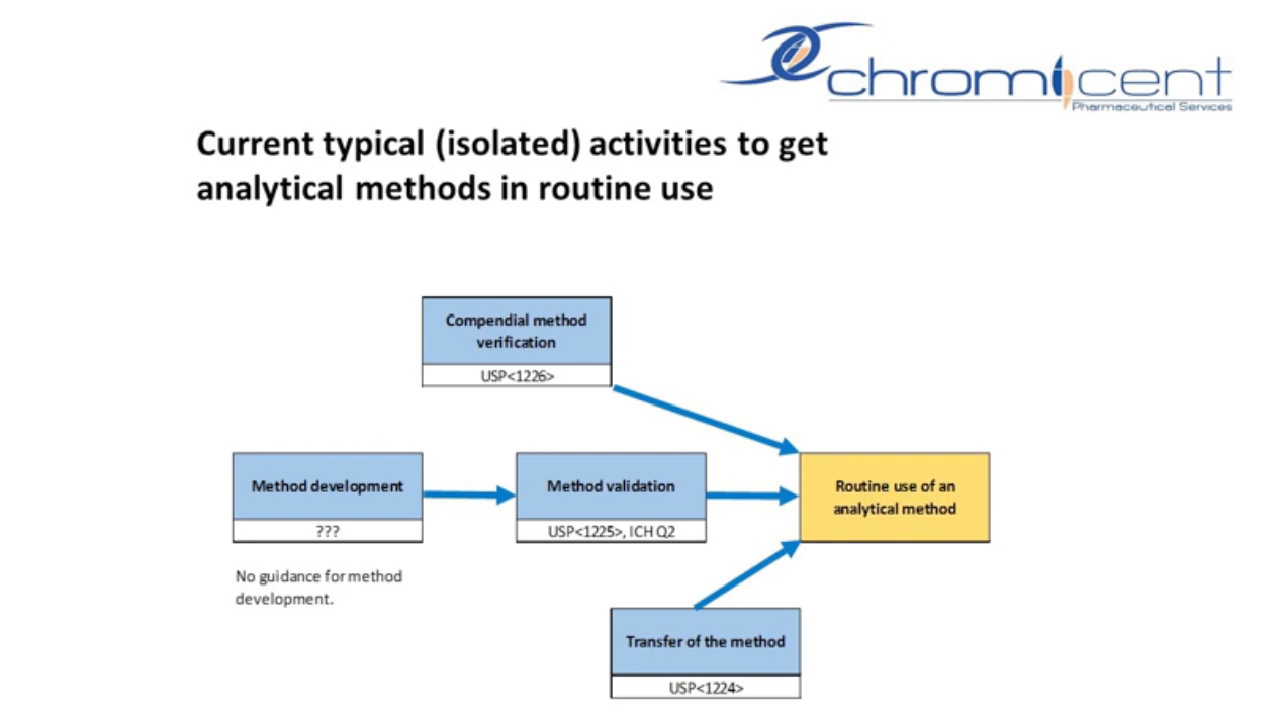 chromicent
Pharmaceutical Services
Current typical (isolated) activities to get
analytical methods in routine use
Compendial method
verification
USP<1226>
Method development
???
No guidance for method
development.
Method validation
USP<1225>, ICH Q2
Routine use of an
analytical method
Transfer of the method
USP<1224>